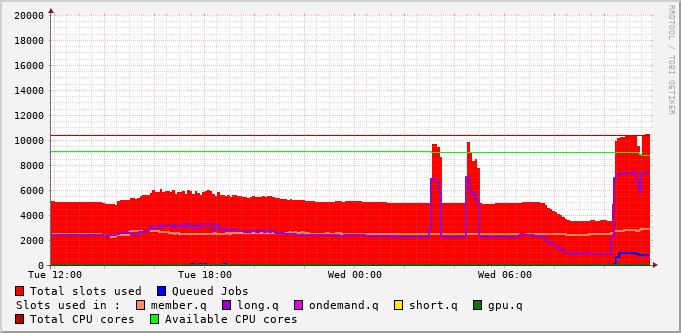 RRDTOOL / TOBI OETIKER
20000
18000
16000
14000
12000
10000
8000
6000
4000
2000
0
Tue 12:00 Tue 18:00 Wed 00:00 Wed 06:00
Total slots used Queued Jobs
Slots used in : member.q long.q ondemand.q short.q gpu.q
Total CPU cores Available CPU cores